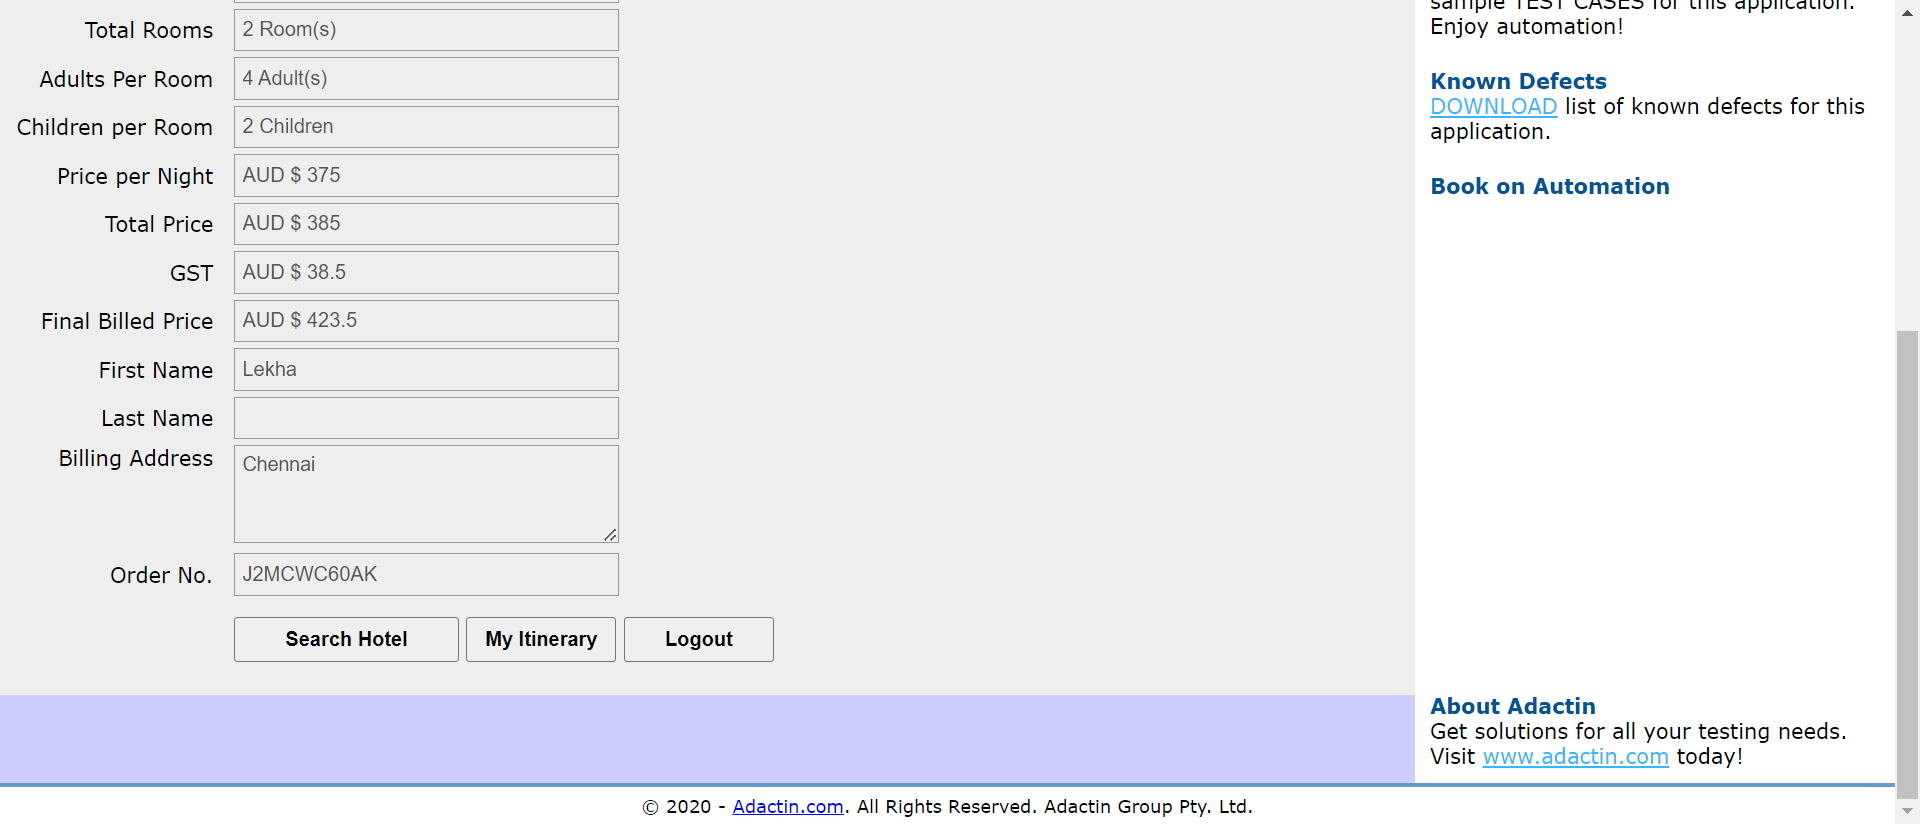 Total Rooms 2 Room(s)
Adults Per Room 4 Adult(s)
Children per Room 2 Children
Price per Night AUD $ 375
Total Price AUD $ 385
GST AUD $ 38.5
Final Billed Price AUD $ 423.5
First Name Lekha
Last Name
Billing Address Chennai
Order No. J2MCWC60AK
Search Hotel My Itinerary Logout
sample TEST CASES for this application.
Enjoy automation!
Known Defects
DOWNLOAD list of known defects for this
application.
Book on Automation
About Adactin
Get solutions for all your testing needs.
Visit www.adactin.com today!
© 2020 - Adactin.com. All Rights Reserved. Adactin Group Pty. Ltd.